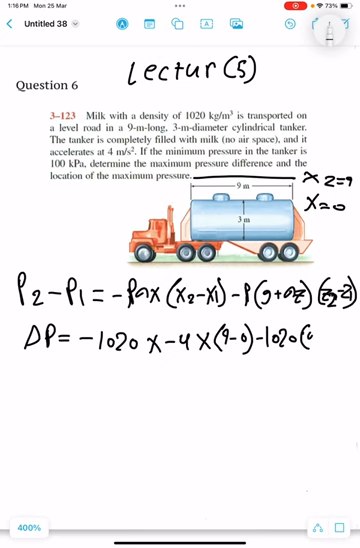 1:16 PM Mon 25 Mar
73%
Untitled 38
Lectur (5)
Question 6
3–123 Milk with a density of 1020 kg/m³ is transported on
a level road in a 9-m-long, 3-m-diameter cylindrical tanker.
The tanker is completely filled with milk (no air space), and it
accelerates at 4 m/s². If the minimum pressure in the tanker is
100 kPa, determine the maximum pressure difference and the
location of the maximum pressure.
x2=9
x=0
9 m
3 m
P2-P1=-ρax(x2-x1)-ρ(g+az)(z2-z1)
ΔP=-1020x-4x(9-0)-1020(
400%